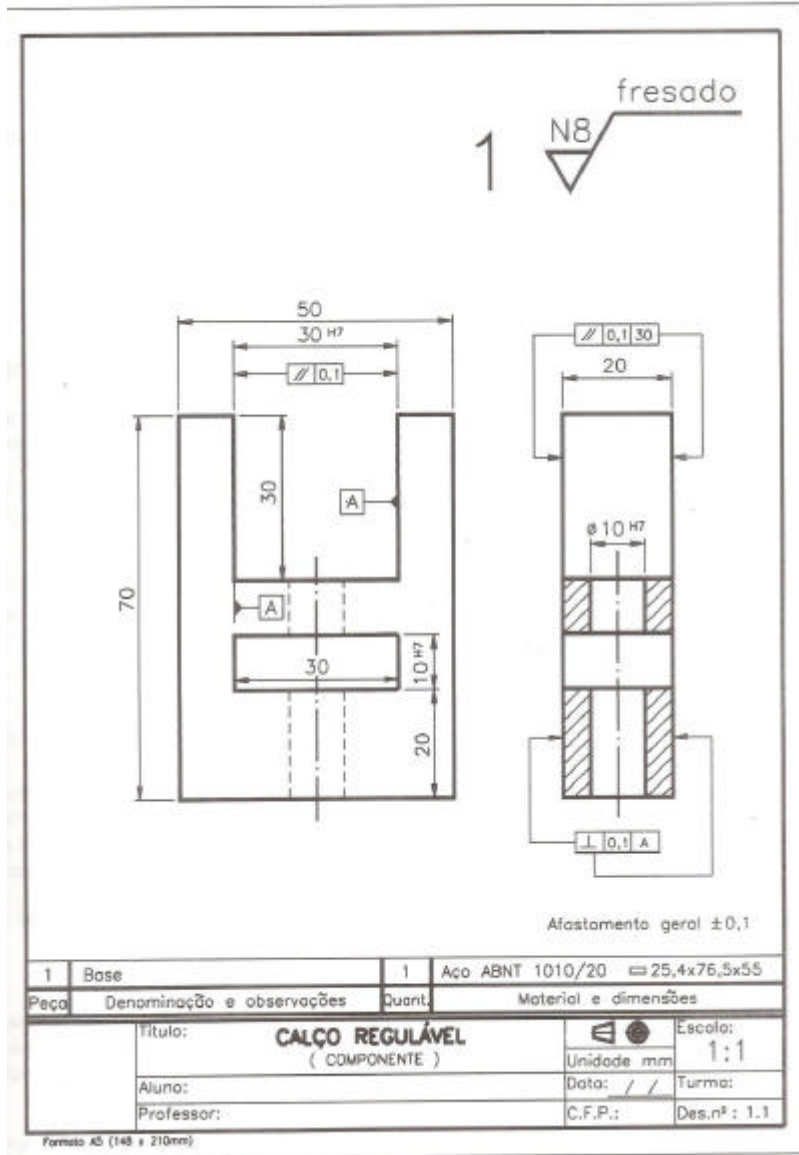 fresado
1 N8
50
30 H7
// 0,1
// 0,1 30
20
30
A
ø 10 H7
70
A
30
10 H7
20
⊥ 0,1 A
Afastamento geral ±0,1
1 Base 1 Aço ABNT 1010/20 ▭ 25,4x76,5x55
Peça Denominação e observações Quant. Material e dimensões
Título: CALÇO REGULÁVEL
( COMPONENTE )
Unidade mm
Escala: 1:1
Aluno:
Data: / /
Turma:
Professor:
C.F.P.:
Des.nº : 1.1
Formato A5 (148 x 210mm)